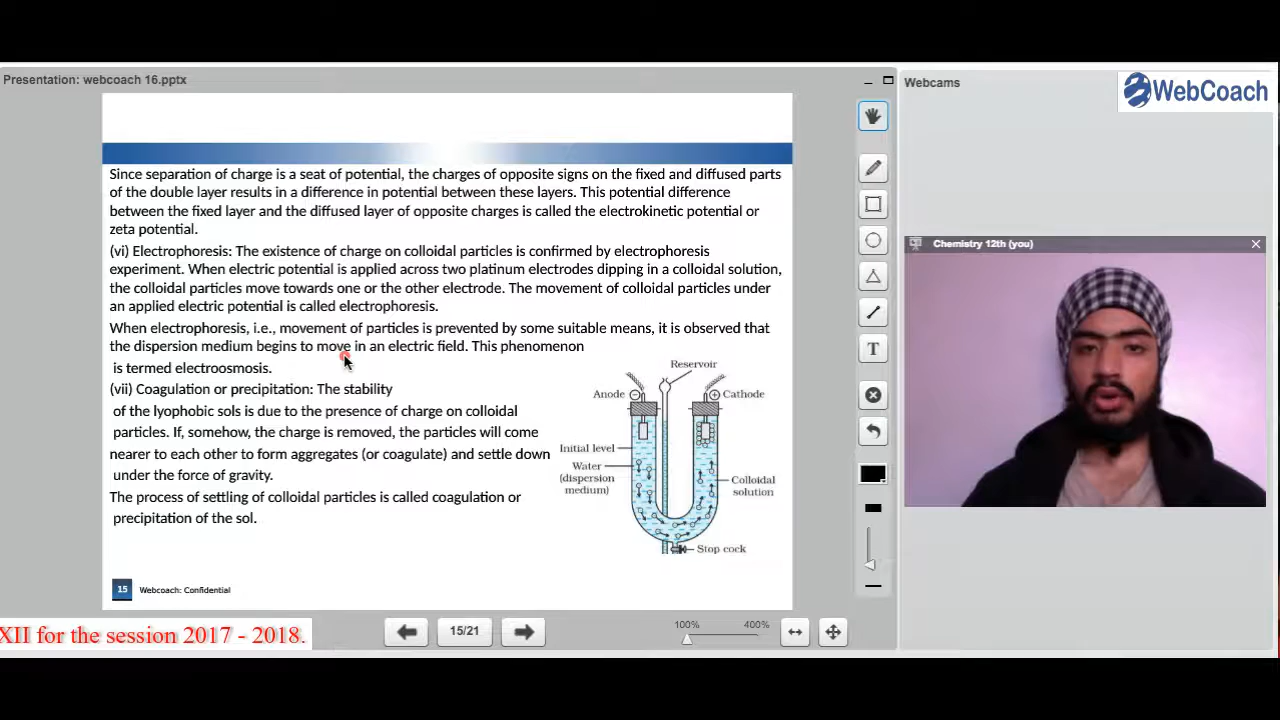 Presentation: webcoach 16.pptx
Webcams
WebCoach
Since separation of charge is a seat of potential, the charges of opposite signs on the fixed and diffused parts
of the double layer results in a difference in potential between these layers. This potential difference
between the fixed layer and the diffused layer of opposite charges is called the electrokinetic potential or
zeta potential.
(vi) Electrophoresis: The existence of charge on colloidal particles is confirmed by electrophoresis
experiment. When electric potential is applied across two platinum electrodes dipping in a colloidal solution,
the colloidal particles move towards one or the other electrode. The movement of colloidal particles under
an applied electric potential is called electrophoresis.
When electrophoresis, i.e., movement of particles is prevented by some suitable means, it is observed that
the dispersion medium begins to move in an electric field. This phenomenon
is termed electroosmosis.
(vii) Coagulation or precipitation: The stability
of the lyophobic sols is due to the presence of charge on colloidal
particles. If, somehow, the charge is removed, the particles will come
nearer to each other to form aggregates (or coagulate) and settle down
under the force of gravity.
The process of settling of colloidal particles is called coagulation or
precipitation of the sol.
Reservoir
Anode
Cathode
Initial level
Water
(dispersion
medium)
Colloidal
solution
Stop cock
15
Webcoach: Confidential
Chemistry 12th (you)
T
XII for the session 2017 - 2018.
15/21
100%
400%